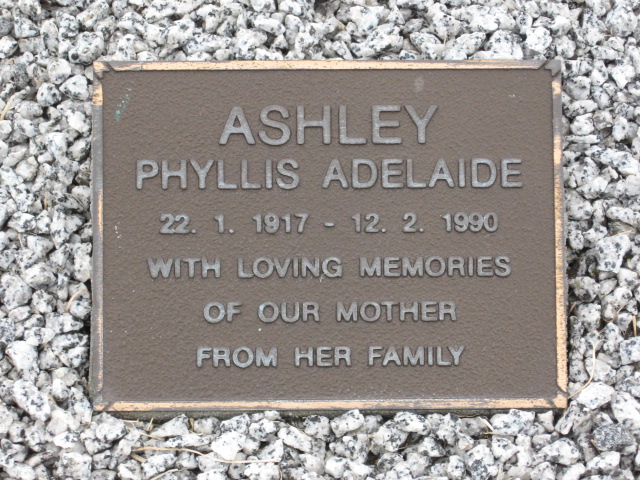 ASHLEY
PHYLLIS ADELAIDE
22. 1. 1917 - 12. 2. 1990
WITH LOVING MEMORIES
OF OUR MOTHER
FROM HER FAMILY